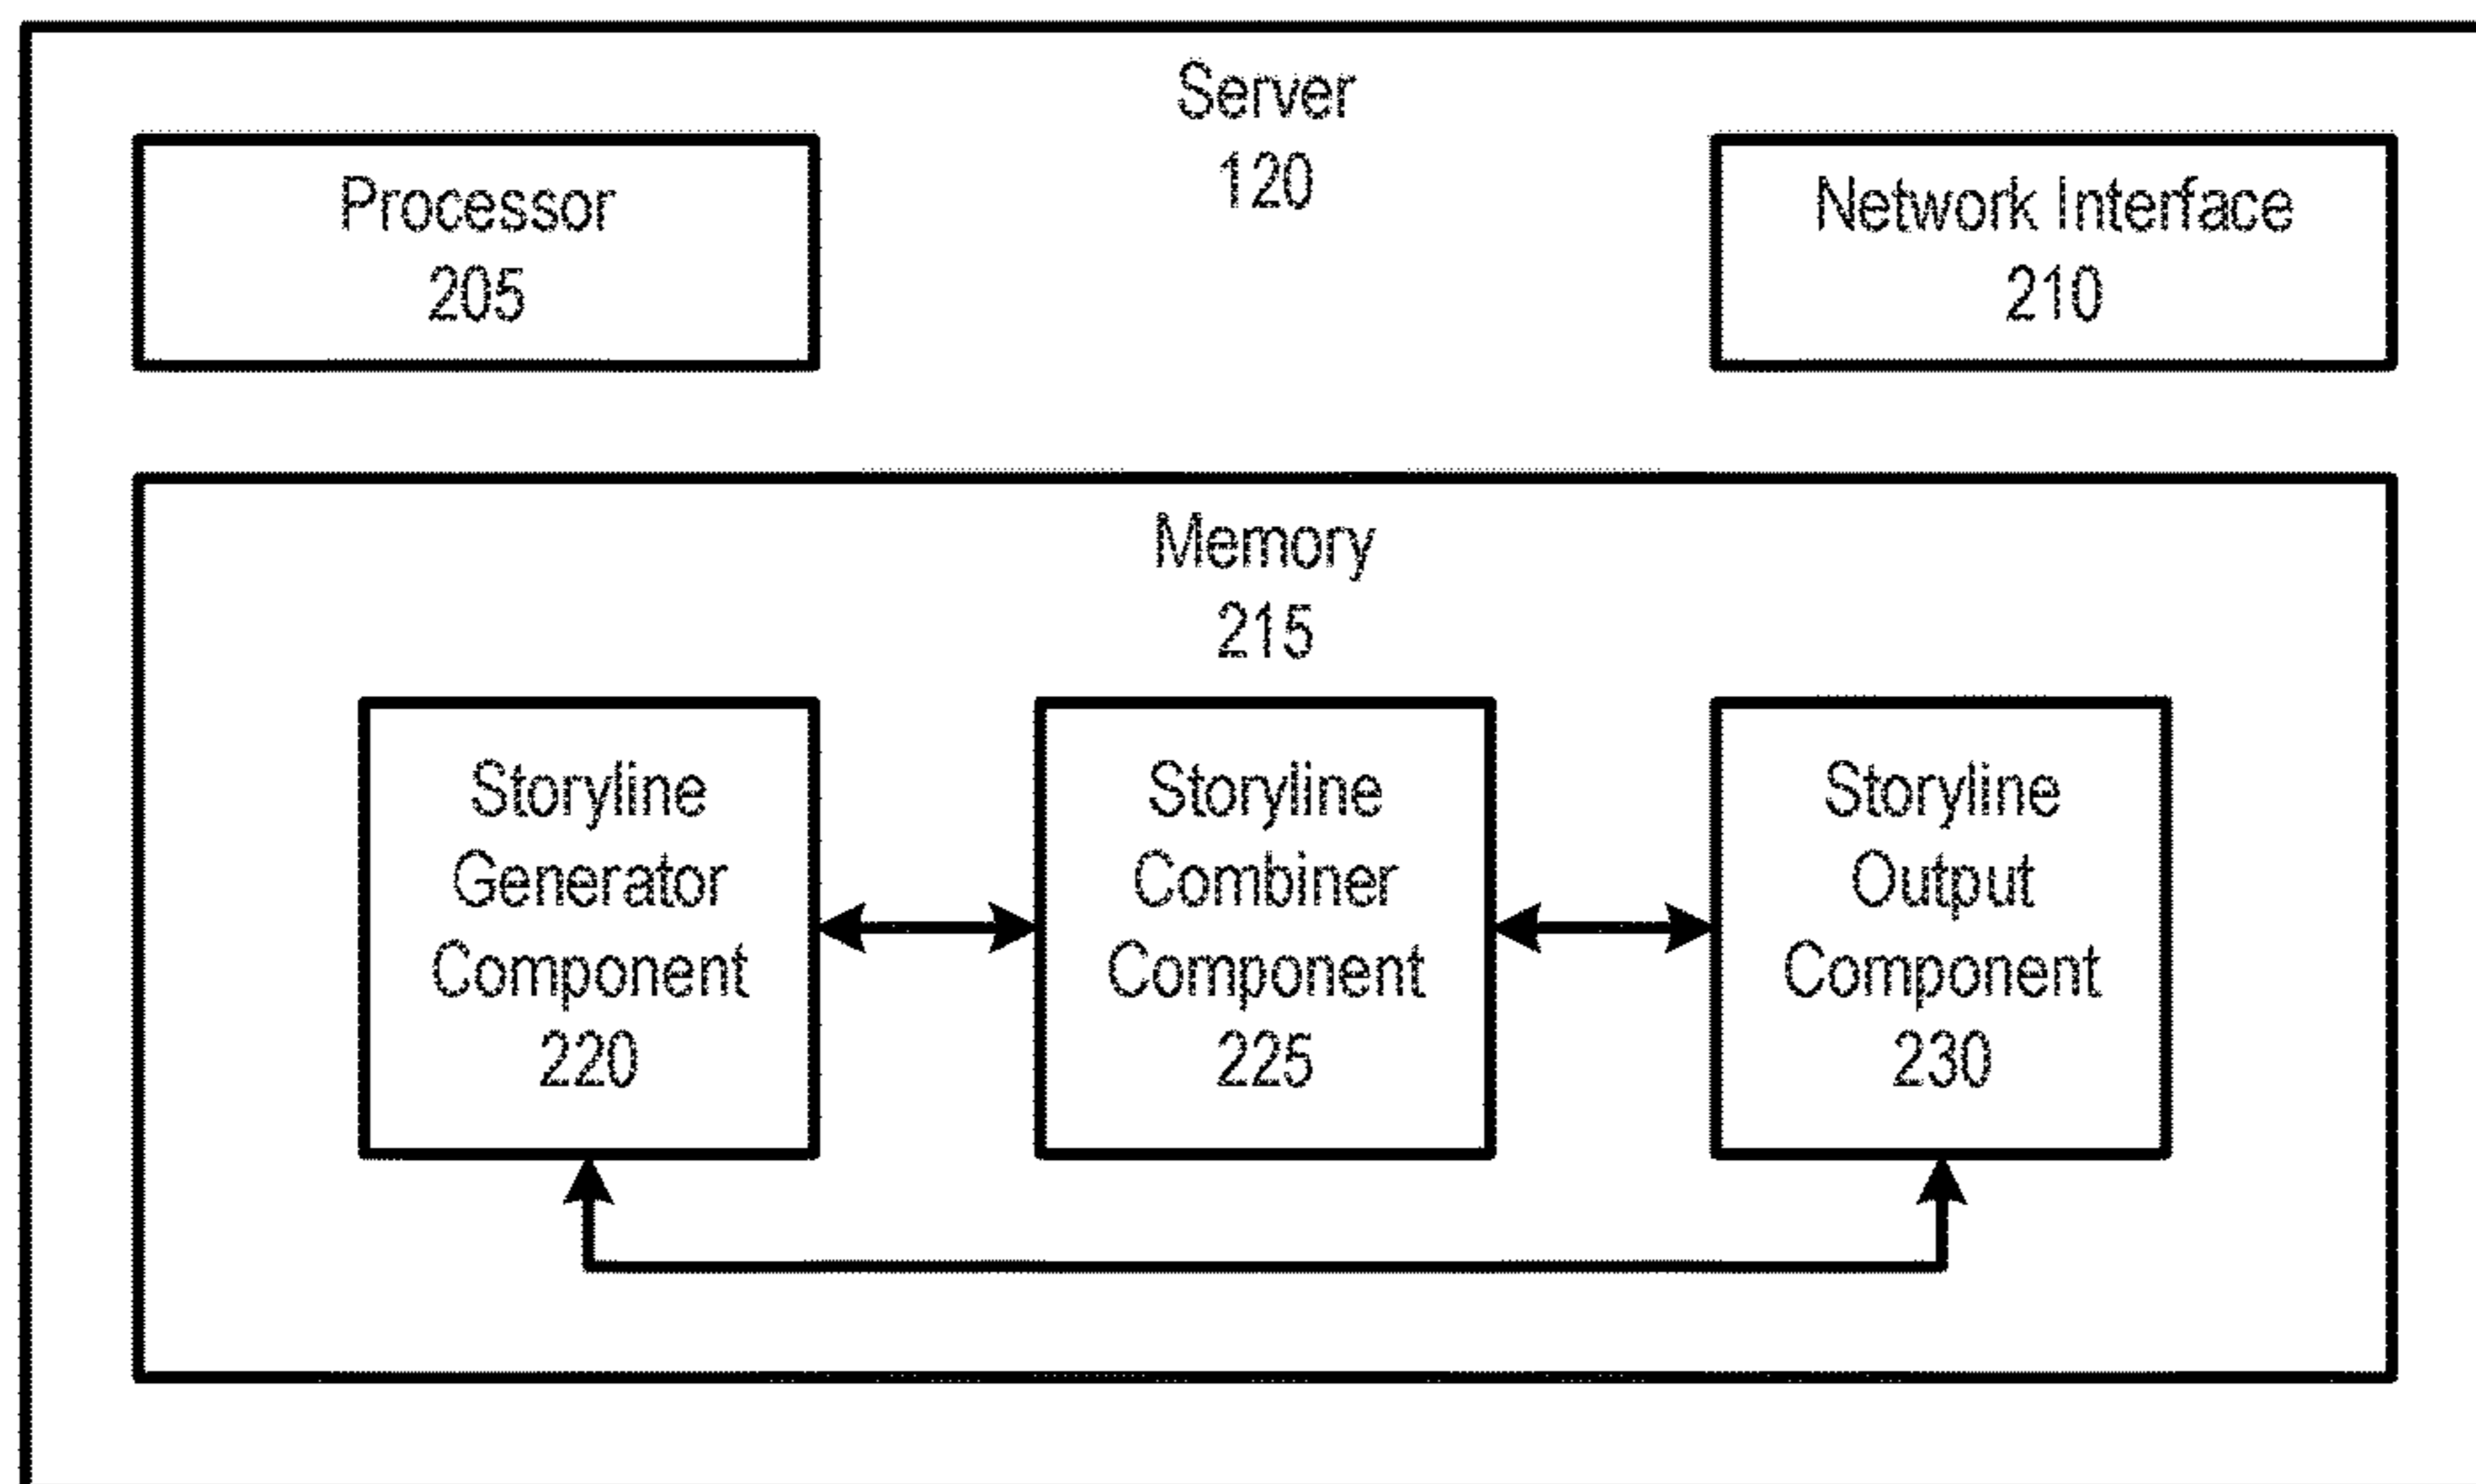 Server
120
Processor
205
Network Interface
210
Memory
215
Storyline
Generator
Component
220
Storyline
Combiner
Component
225
Storyline
Output
Component
230